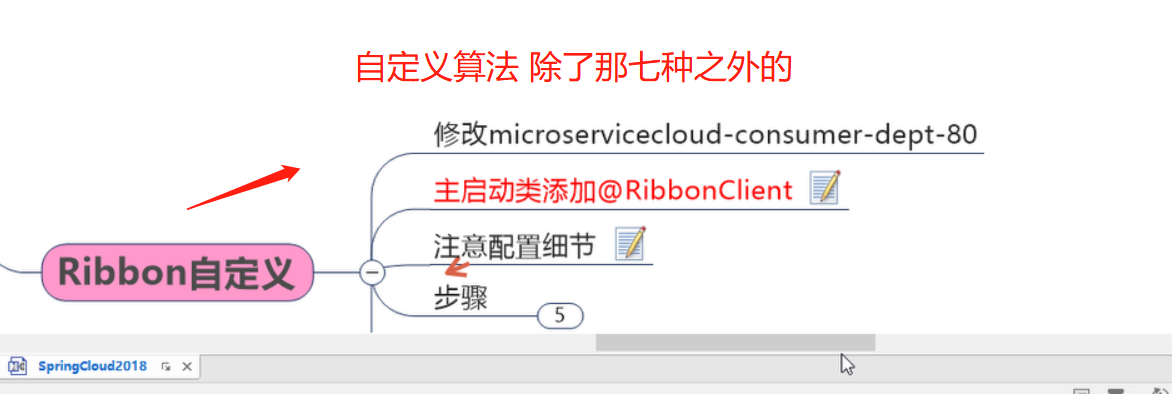 自定义算法 除了那七种之外的
修改microservicecloud-consumer-dept-80
主启动类添加@RibbonClient
注意配置细节
Ribbon自定义
步骤
5
SpringCloud2018